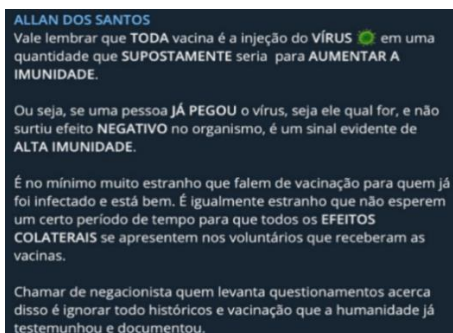 ALLAN DOS SANTOS
Vale lembrar que TODA vacina é a injeção do VÍRUS 🦠 em uma
quantidade que SUPOSTAMENTE seria para AUMENTAR A
IMUNIDADE.
Ou seja, se uma pessoa JÁ PEGOU o vírus, seja ele qual for, e não
surtiu efeito NEGATIVO no organismo, é um sinal evidente de
ALTA IMUNIDADE.
É no mínimo muito estranho que falem de vacinação para quem já
foi infectado e está bem. É igualmente estranho que não esperem
um certo período de tempo para que todos os EFEITOS
COLATERAIS se apresentem nos voluntários que receberam as
vacinas.
Chamar de negacionista quem levanta questionamentos acerca
disso é ignorar todo históricos e vacinação que a humanidade já
testemunhou e documentou.